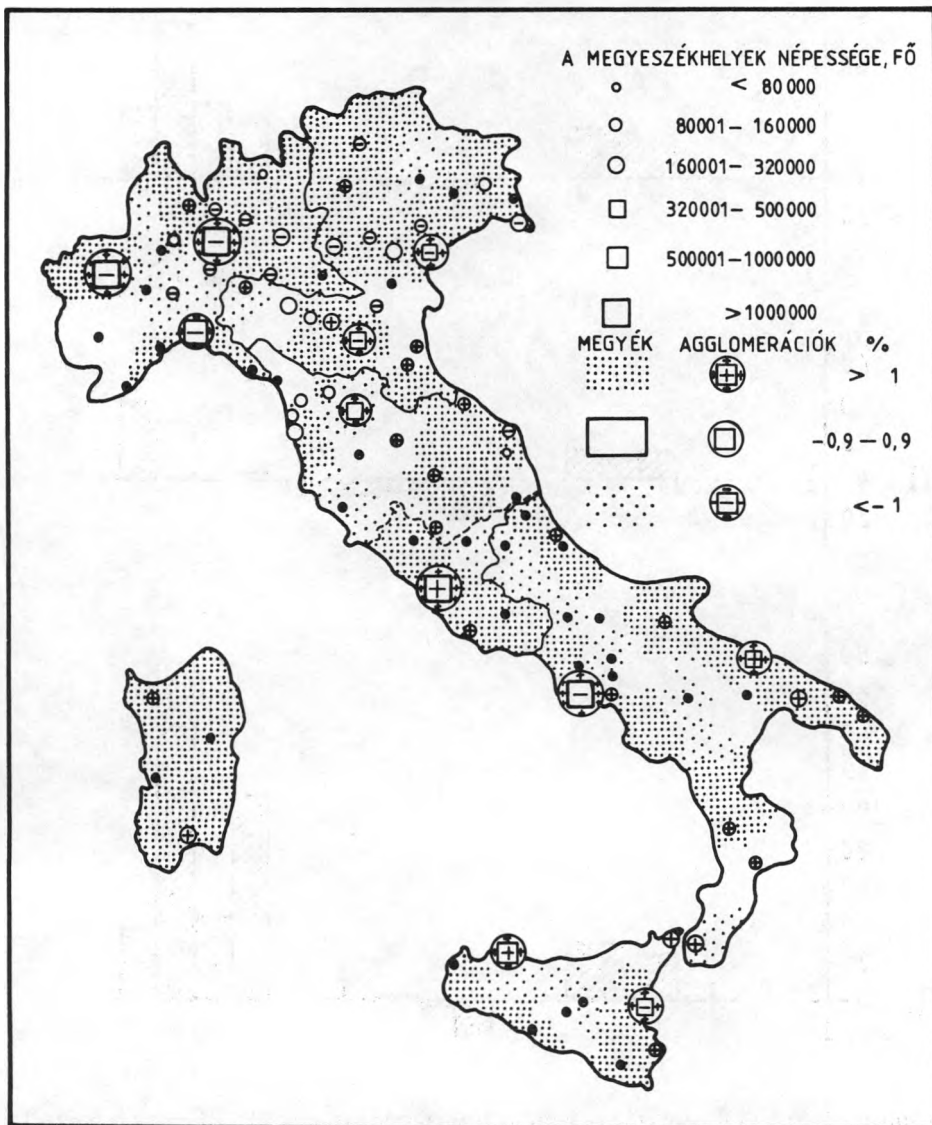 A MEGYESZÉKHELYEK NÉPESSÉGE, FŐ
< 80 000
80001 – 160000
160001 – 320000
320001 – 500000
500001 – 1000000
> 1000000
MEGYÉK AGGLOMERÁCIÓK %
> 1
-0,9 – 0,9
< - 1